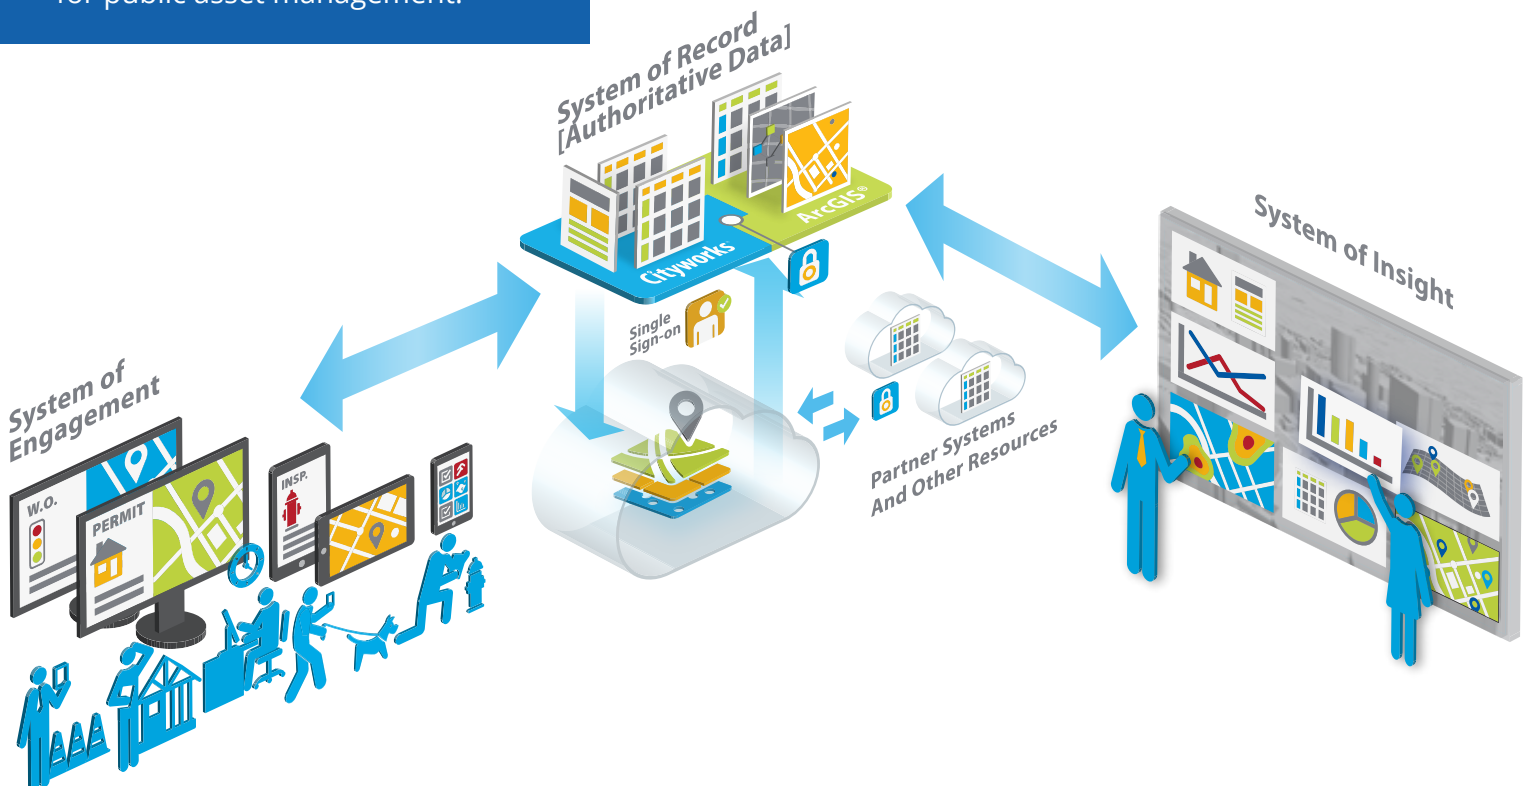 for public asset management.
System of Record
[Authoritative Data]
ArcGIS®
Cityworks
Single
Sign-on
System of Insight
System of
Engagement
W.O.
PERMIT
INSP.
Partner Systems
And Other Resources